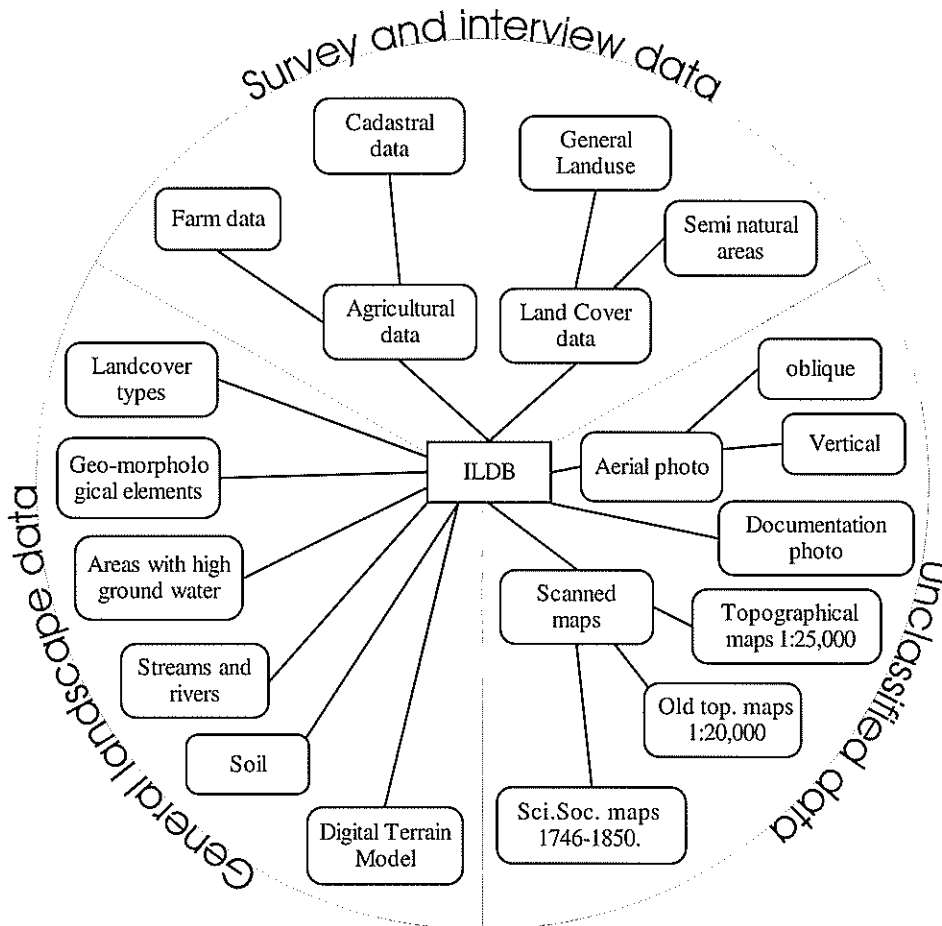 Survey and interview data
Cadastral
data
General
Landuse
Farm data
Semi natural
areas
Agricultural
data
Land Cover
data
Landcover
types
oblique
Geo-morpholo
gical elements
ILDB
Aerial photo
Vertical
Areas with high
ground water
Documentation
photo
Scanned
maps
Topographical
maps 1:25,000
Streams and
rivers
Old top. maps
1:20,000
Soil
Sci.Soc. maps
1746-1850.
Digital Terrain
Model
General landscape data
Unclassified data